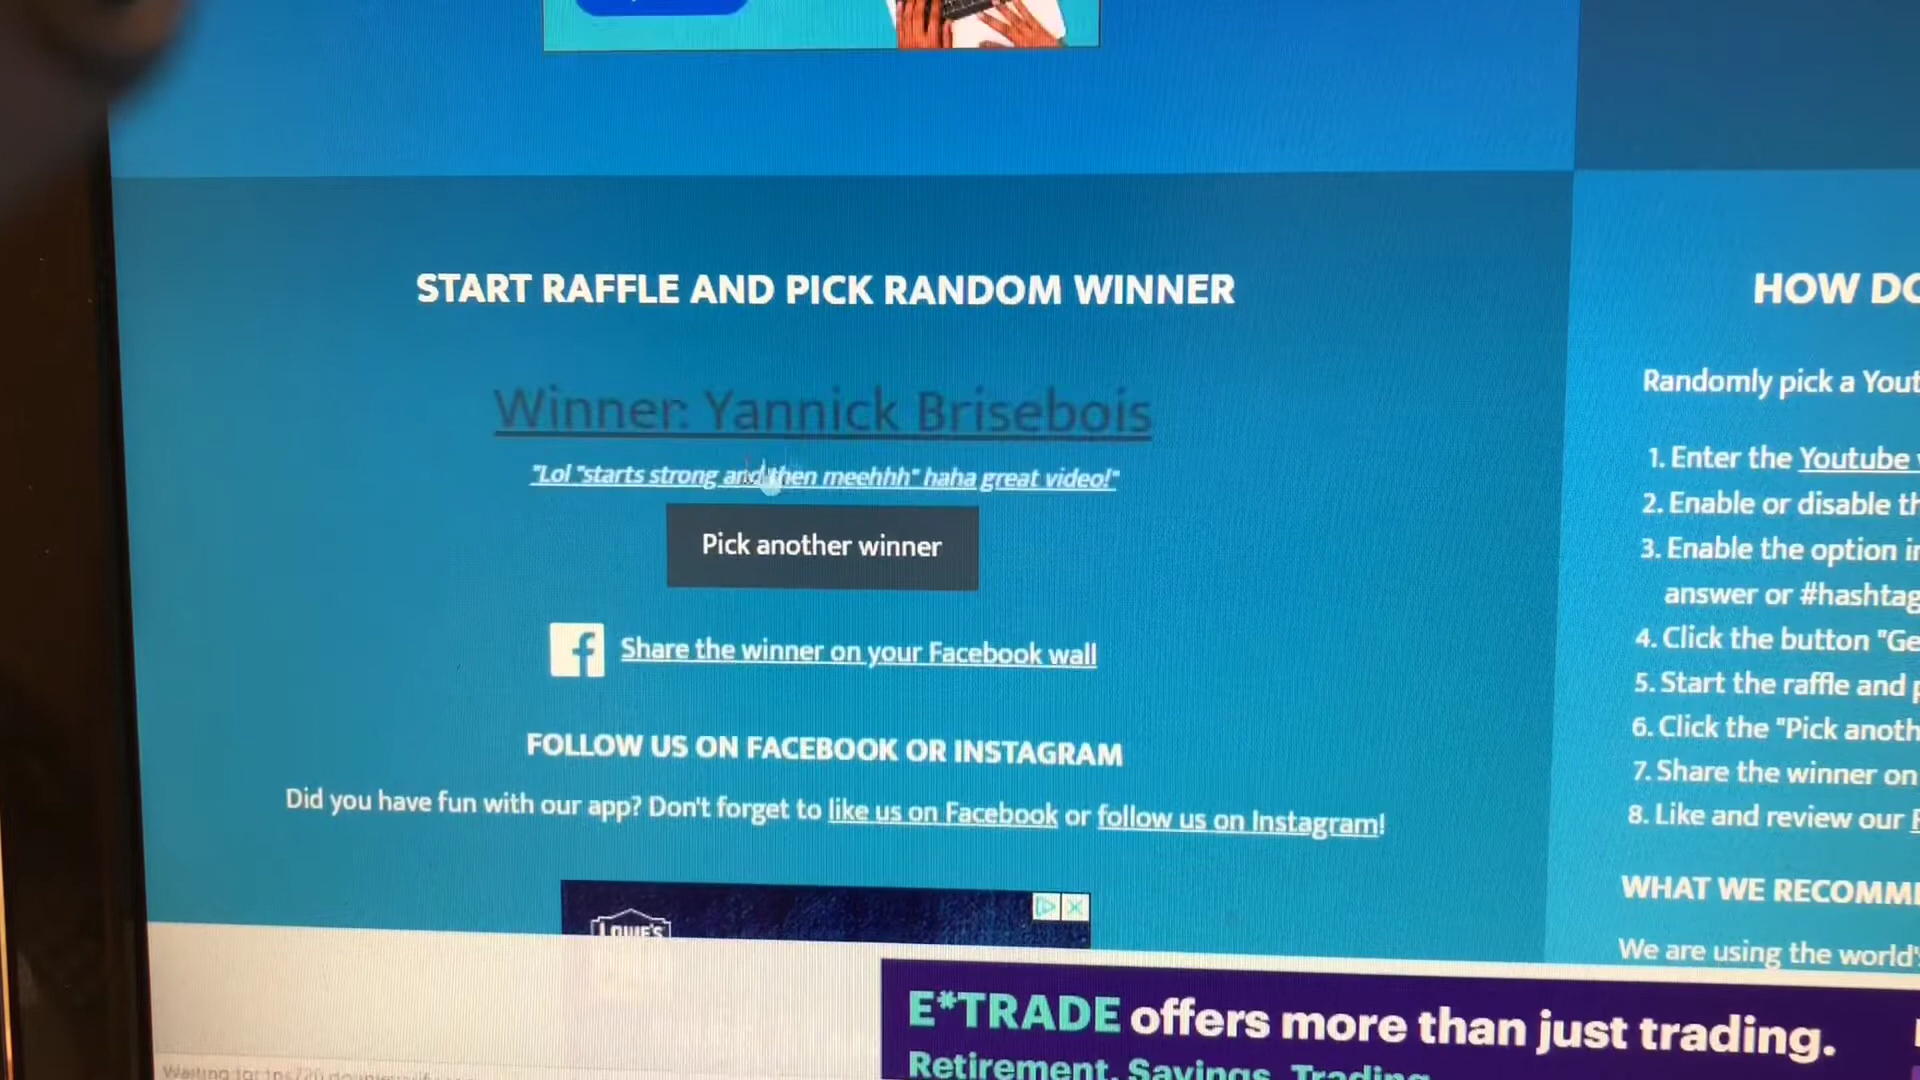 START RAFFLE AND PICK RANDOM WINNER
Winner: Yannick Brisebois
"Lol "starts strong and then meehhh" haha great video!"
Pick another winner
Share the winner on your Facebook wall
FOLLOW US ON FACEBOOK OR INSTAGRAM
Did you have fun with our app? Don't forget to like us on Facebook or follow us on Instagram!
LOWE'S
HOW DO
Randomly pick a Yout
1. Enter the Youtube
2. Enable or disable th
3. Enable the option in
answer or #hashtag
4. Click the button "Ge
5. Start the raffle and p
6. Click the "Pick anoth
7. Share the winner on
8. Like and review our F
WHAT WE RECOMM
We are using the world's
E*TRADE offers more than just trading.
Retirement. Savings. Trading
Waiting for